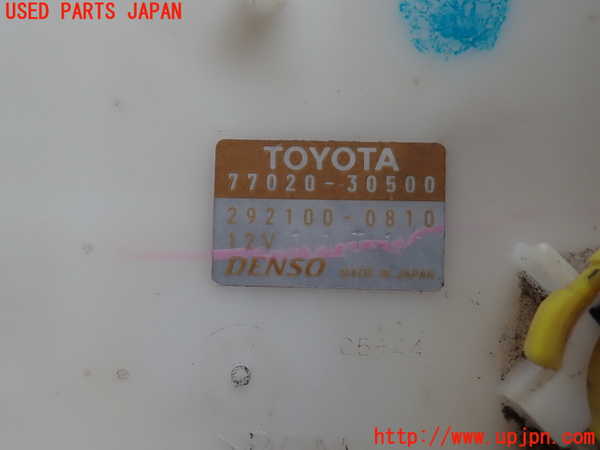 USED PARTS JAPAN
TOYOTA
77020-30500
292100-0810
12V
DENSO MADE IN JAPAN
http://www.upjpn.com/